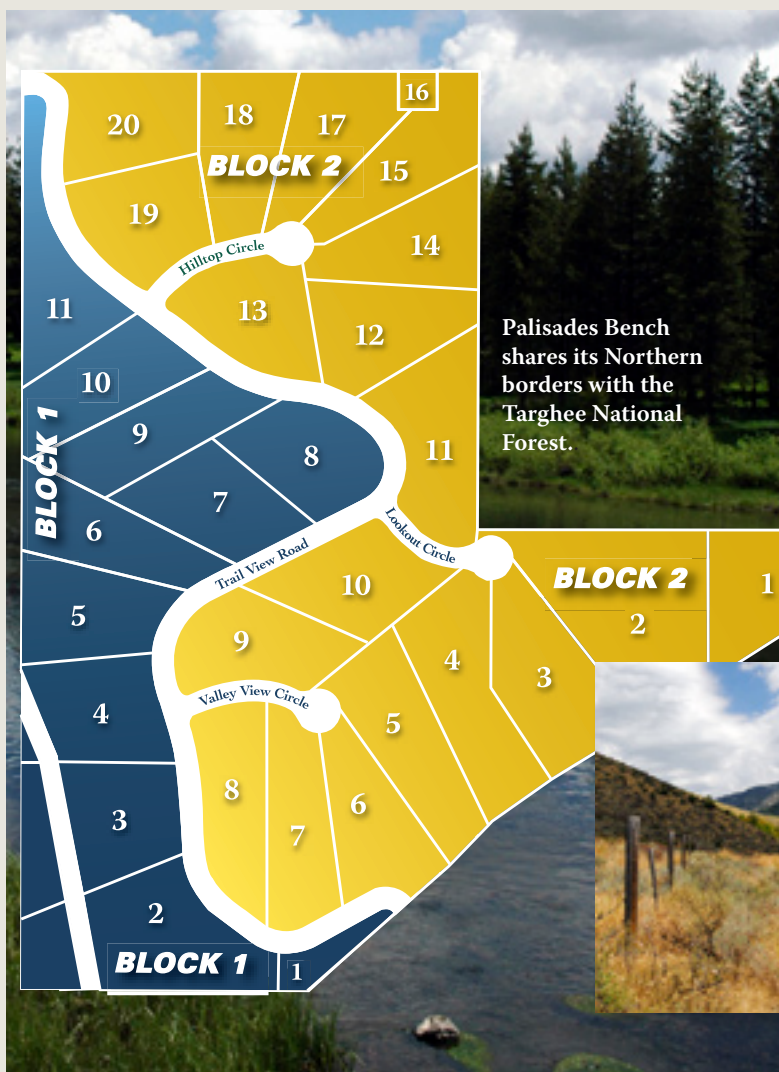 16
20
18
17
BLOCK 2
15
19
14
Hilltop Circle
11
13
12
Palisades Bench
shares its Northern
borders with the
Targhee National
Forest.
10
BLOCK 1
9
8
11
7
6
Lookout Circle
Trail View Road
10
BLOCK 2
1
2
5
9
4
3
Valley View Circle
4
5
8
6
3
7
2
BLOCK 1
1